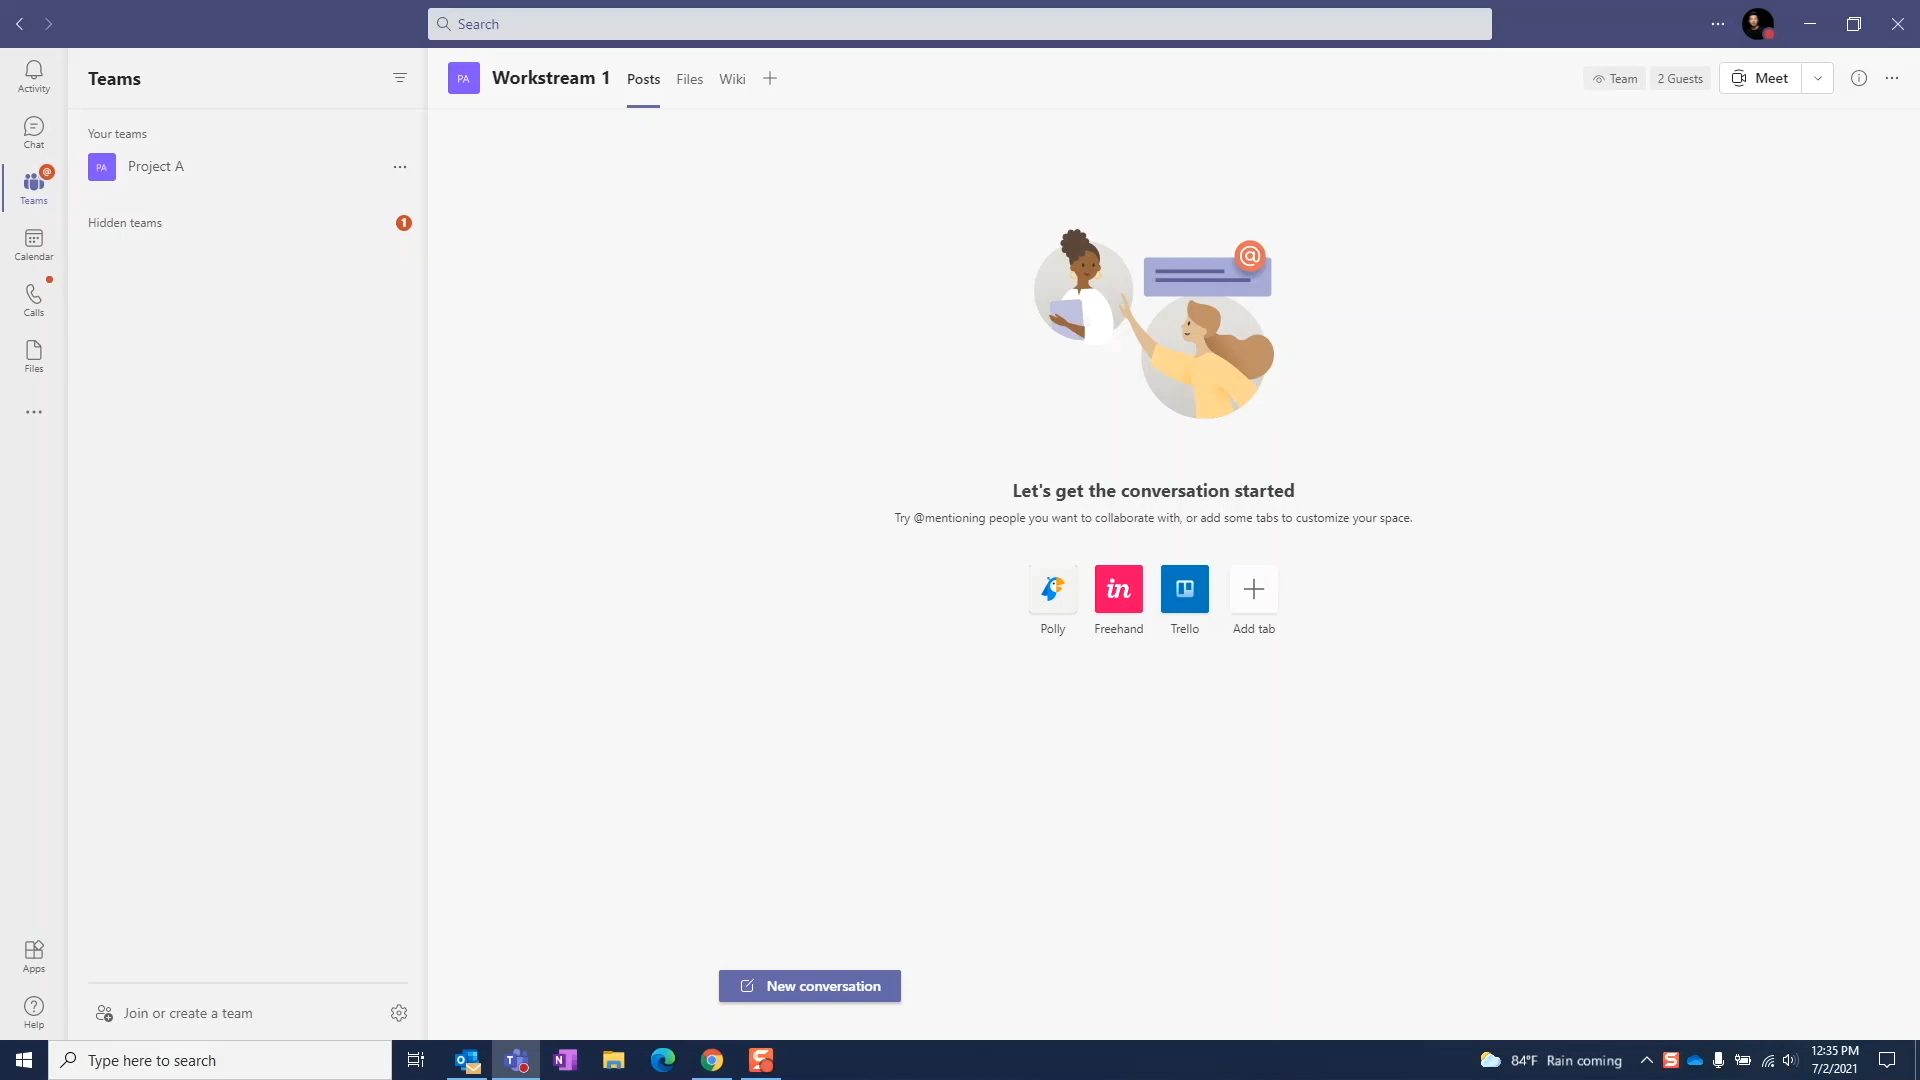 Search
Activity
Chat
@
Teams
Calendar
Calls
Files
Apps
Help
Teams
Your teams
PA
Project A
Hidden teams
1
Join or create a team
PA
Workstream 1
Posts
Files
Wiki
Team
2 Guests
Meet
@
Let's get the conversation started
Try @mentioning people you want to collaborate with, or add some tabs to customize your space.
in
Polly
Freehand
Trello
Add tab
New conversation
Type here to search
84°F Rain coming
12:35 PM
7/2/2021